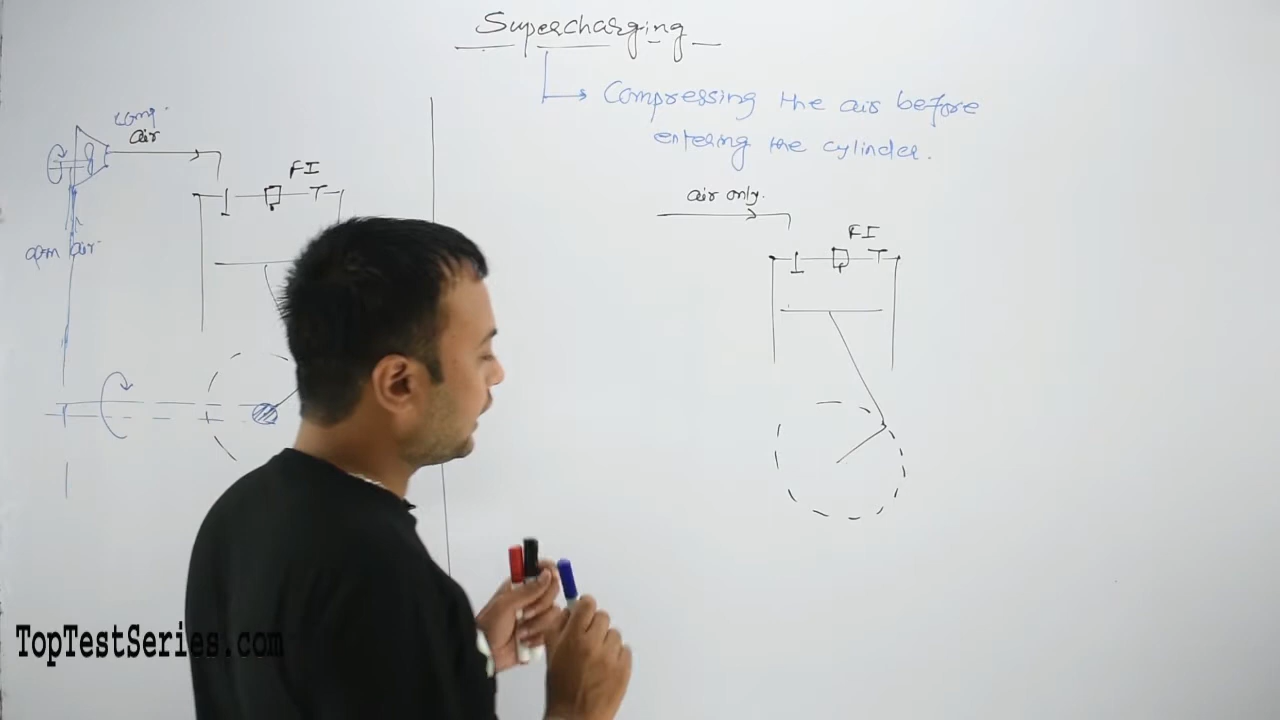 Supercharging
Compressing the air before
entering the cylinder.
comp.
air
FI
atm air
air only.
FI
TopTestSeries.com